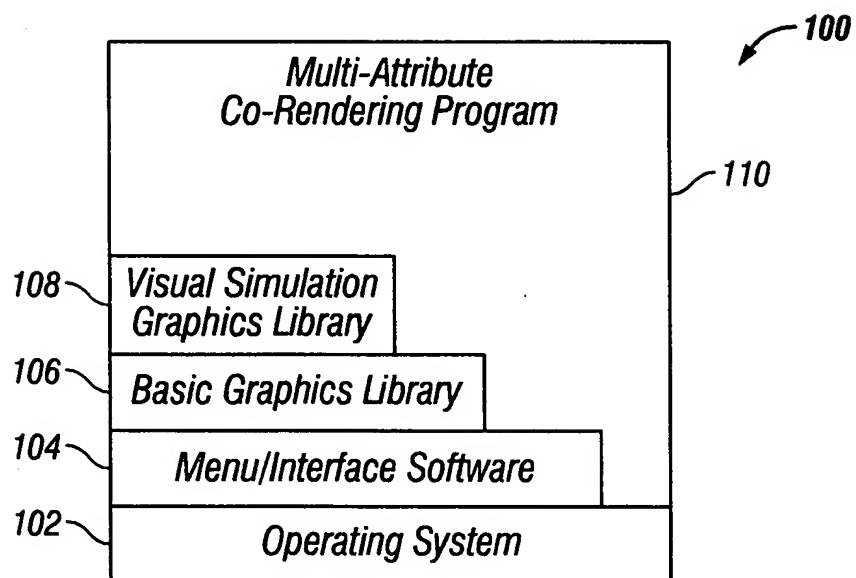 100
Multi-Attribute
Co-Rendering Program
110
108
Visual Simulation
Graphics Library
106
Basic Graphics Library
104
Menu/Interface Software
102
Operating System